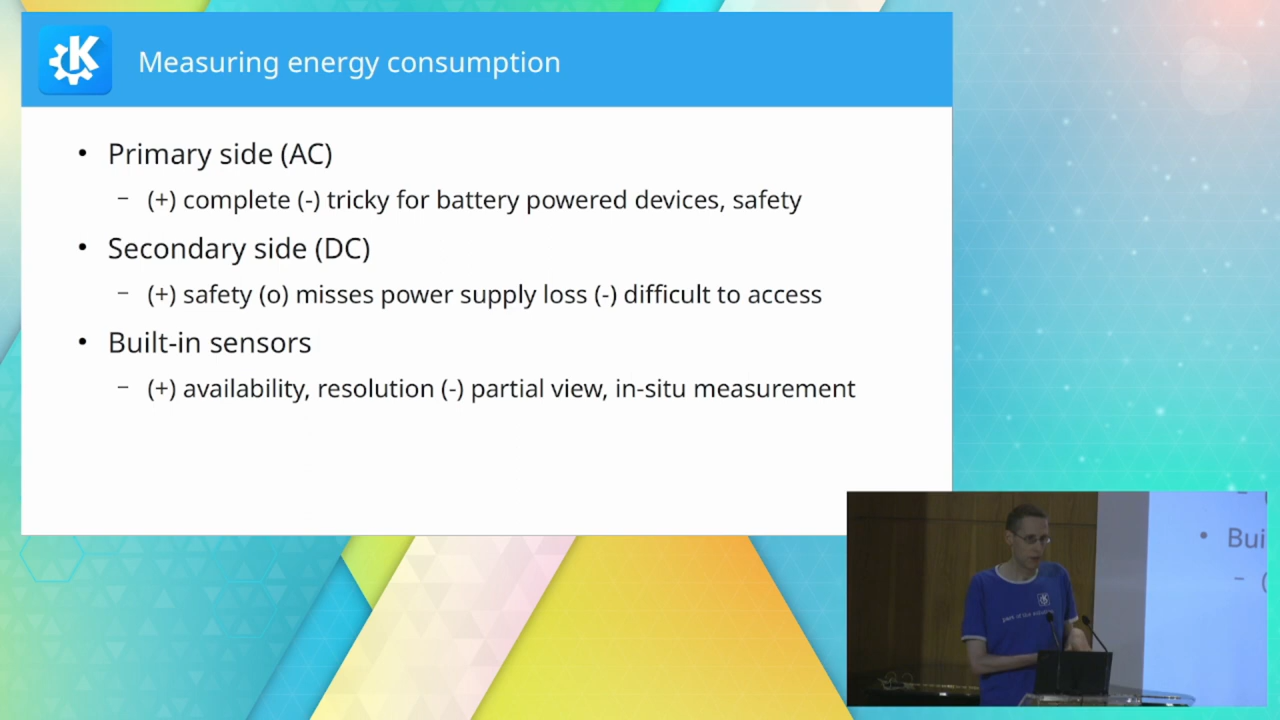 Measuring energy consumption
• Primary side (AC)
– (+) complete (-) tricky for battery powered devices, safety
• Secondary side (DC)
– (+) safety (o) misses power supply loss (-) difficult to access
• Built-in sensors
– (+) availability, resolution (-) partial view, in-situ measurement
• Bui
– (